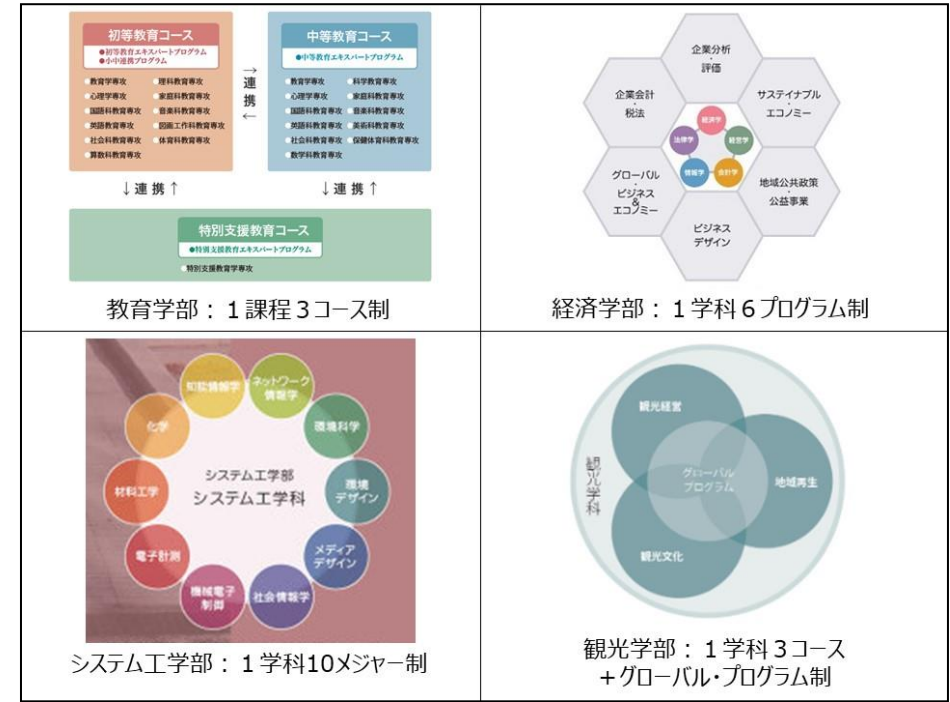 初等教育コース
●初等教育エキスパートプログラム
●小中連携プログラム
教育学専攻
心理学専攻
国語科教育専攻
英語教育専攻
社会科教育専攻
算数科教育専攻
理科教育専攻
家庭科教育専攻
音楽科教育専攻
図画工作科教育専攻
体育科教育専攻
→
連
携
←
中等教育コース
●中等教育エキスパートプログラム
教育学専攻
心理学専攻
国語科教育専攻
英語科教育専攻
社会科教育専攻
数学科教育専攻
科学教育専攻
家庭科教育専攻
音楽科教育専攻
美術科教育専攻
保健体育科教育専攻
↓連携↑
↓連携↑
特別支援教育コース
●特別支援教育エキスパートプログラム
特別支援教育学専攻
教育学部：１課程３コース制
企業分析
・
評価
企業会計
・
税法
サステイナブル
・
エコノミー
経済学
法律学
経営学
情報学
会計学
グローバル
・
ビジネス
&
エコノミー
地域公共政策
・
公益事業
ビジネス
デザイン
経済学部：１学科６プログラム制
知能情報学
ネットワーク
情報学
化学
環境科学
システム工学部
システム工学科
材料工学
環境
デザイン
電子計測
メディア
デザイン
機械電子
制御
社会情報学
システム工学部：１学科10メジャー制
観光経営
観光学科
グローバル
プログラム
地域再生
観光文化
観光学部：１学科３コース
＋グローバル・プログラム制